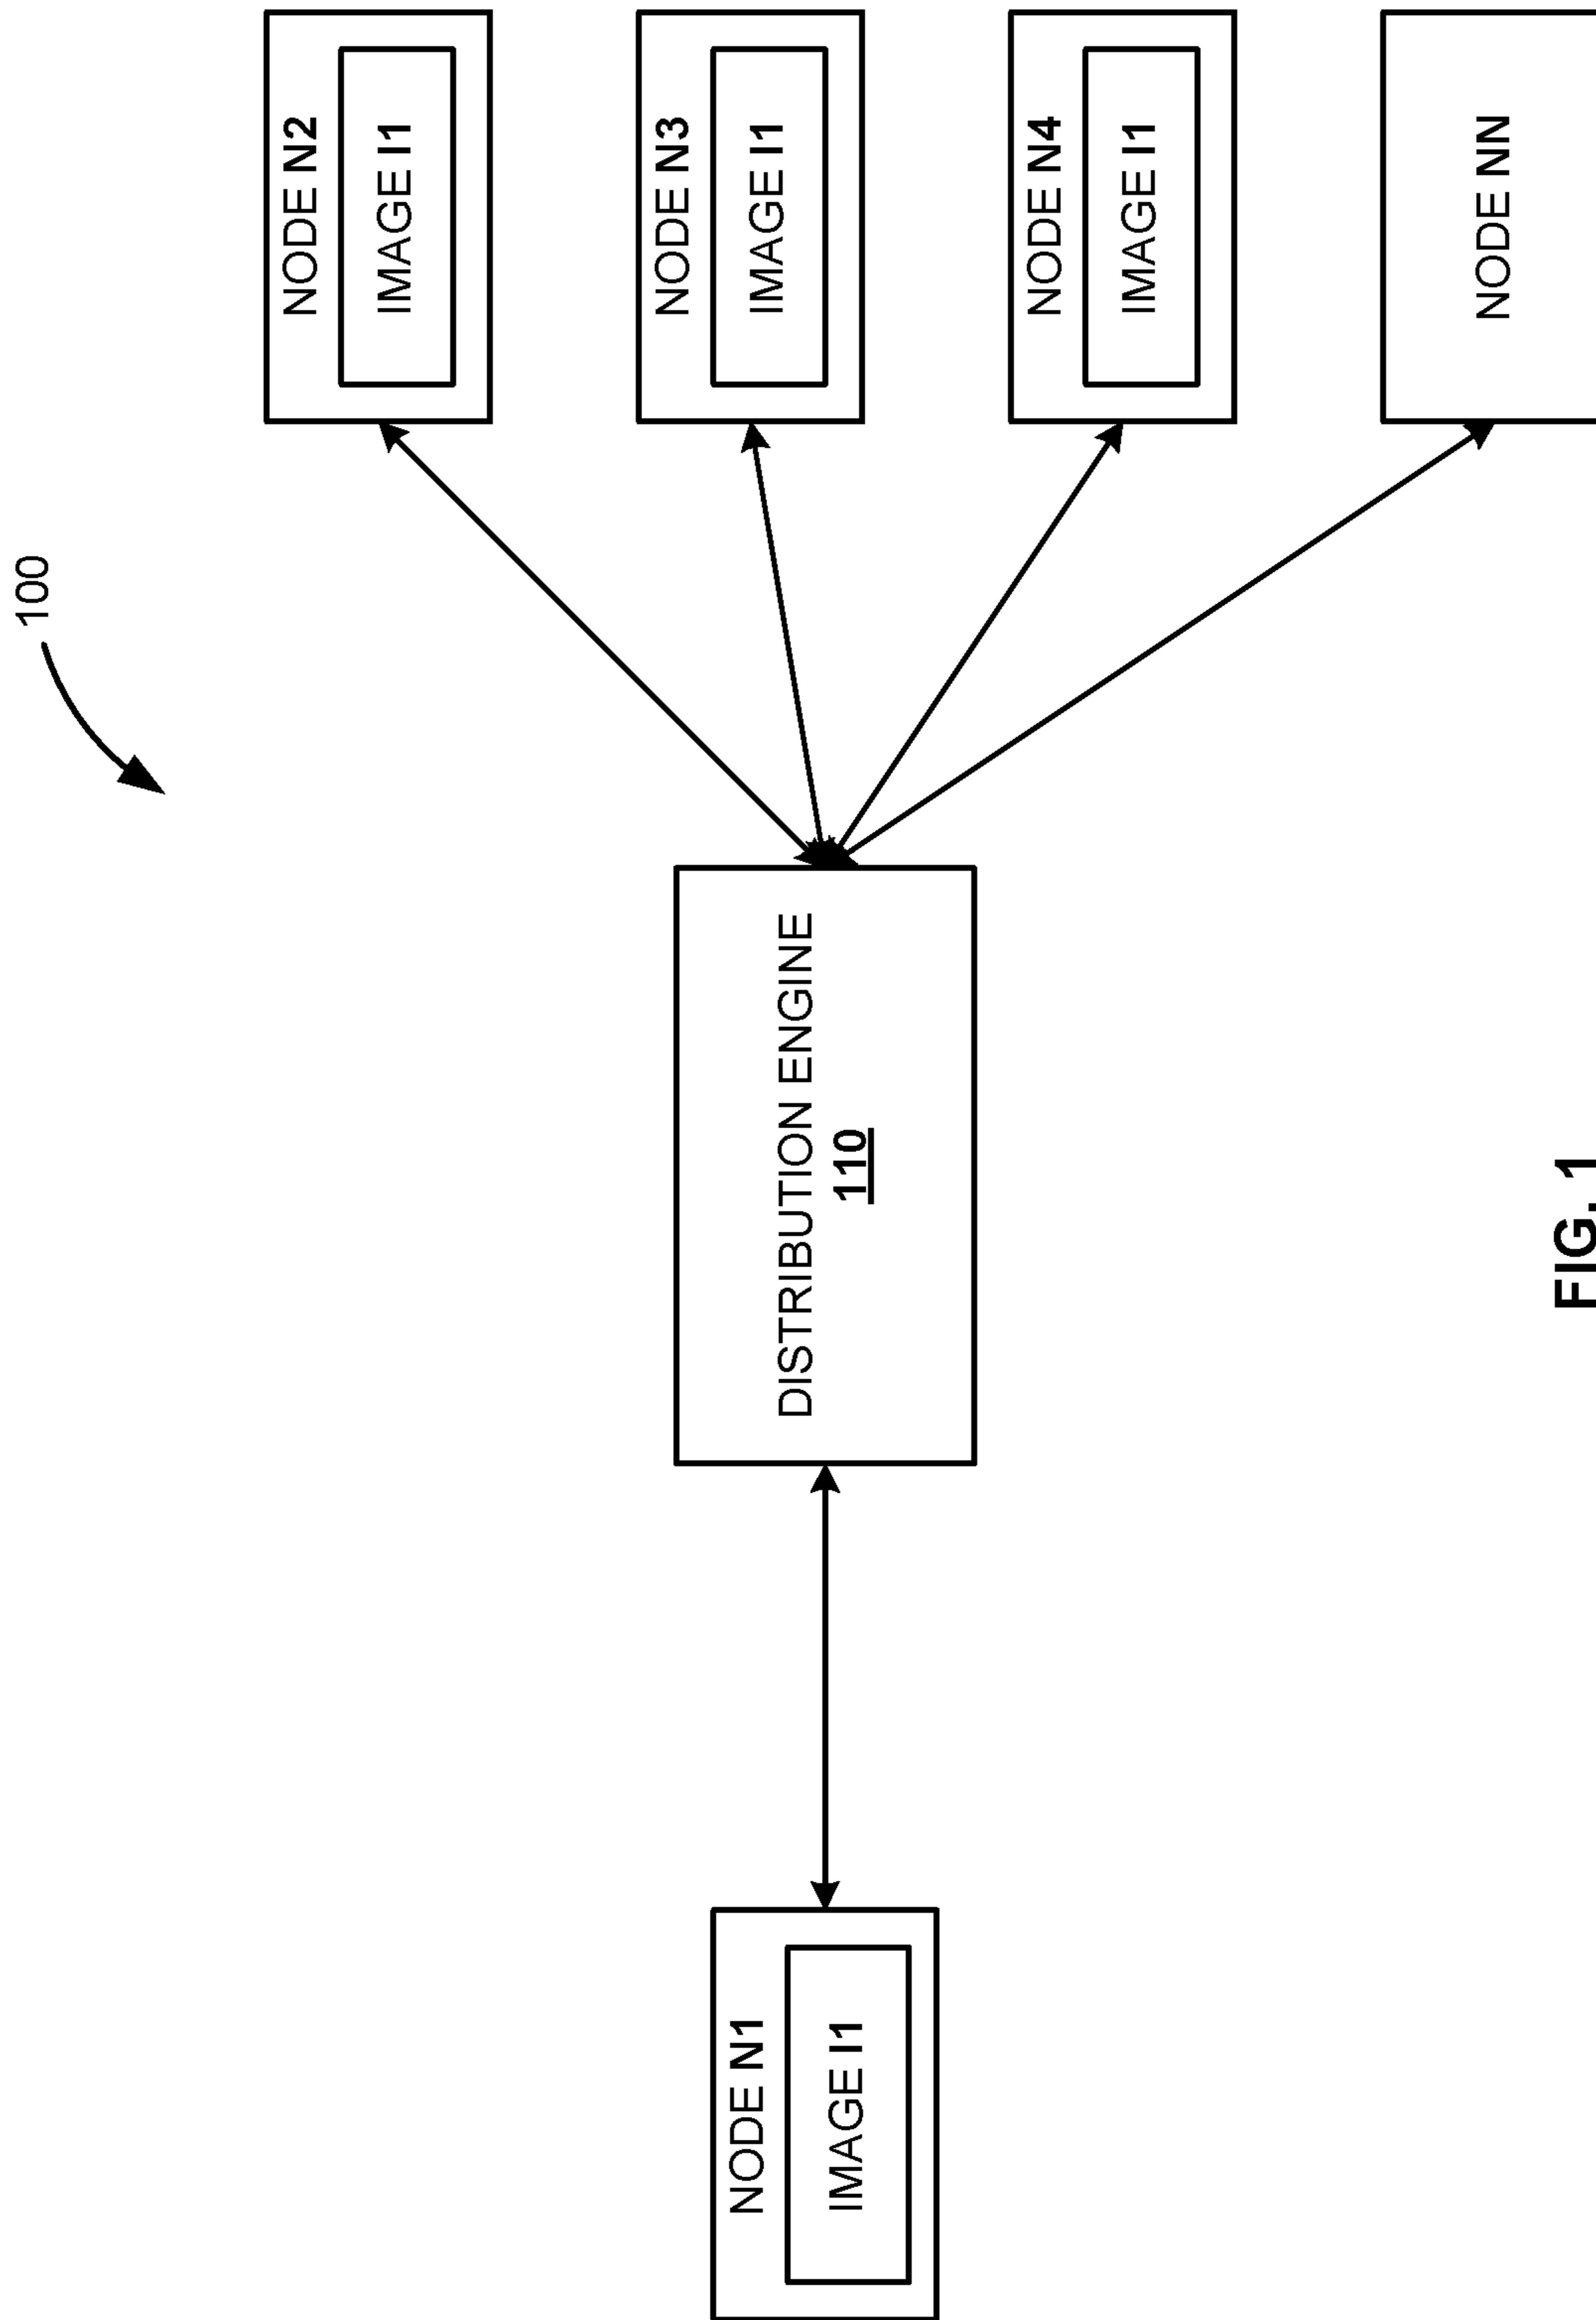 100
NODE N1
IMAGE I1
DISTRIBUTION ENGINE
110
NODE N2
IMAGE I1
NODE N3
IMAGE I1
NODE N4
IMAGE I1
NODE NN
FIG. 1